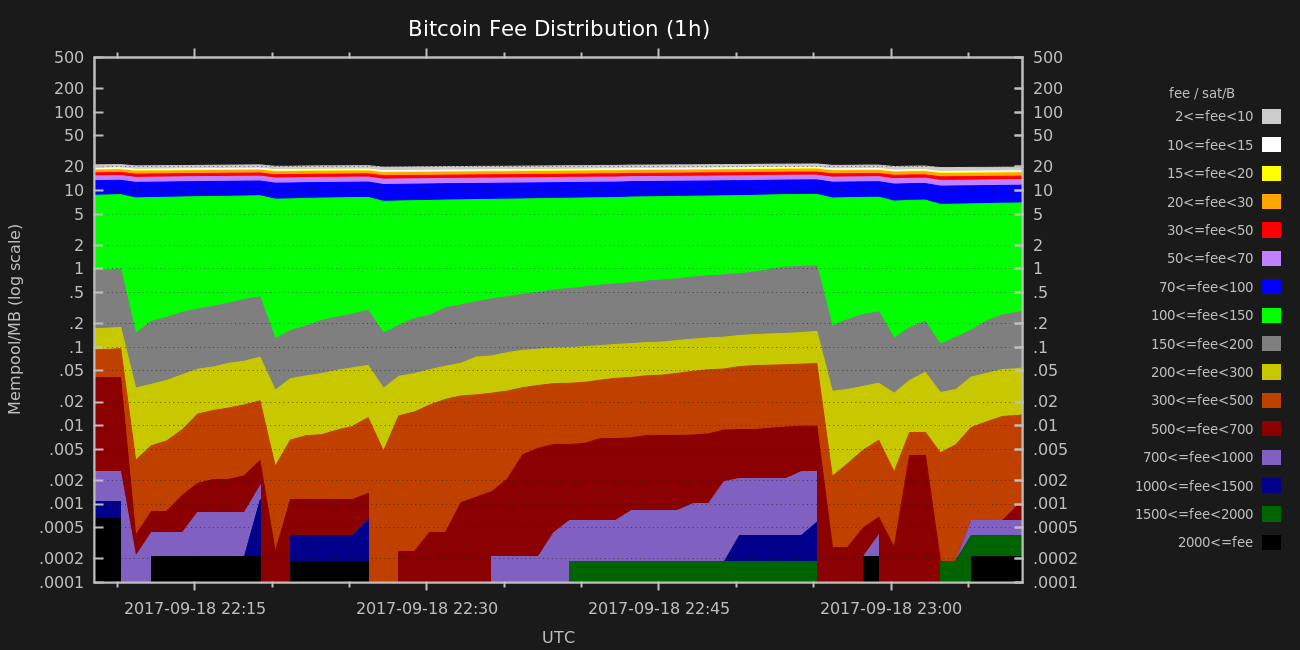 Bitcoin Fee Distribution (1h)
500
200
100
50
20
10
5
2
1
.5
.2
.1
.05
.02
.01
.005
.002
.001
.0005
.0002
.0001
Mempool/MB (log scale)
500
200
100
50
20
10
5
2
1
.5
.2
.1
.05
.02
.01
.005
.002
.001
.0005
.0002
.0001
2017-09-18 22:15
2017-09-18 22:30
2017-09-18 22:45
2017-09-18 23:00
UTC
fee / sat/B
2<=fee<10
10<=fee<15
15<=fee<20
20<=fee<30
30<=fee<50
50<=fee<70
70<=fee<100
100<=fee<150
150<=fee<200
200<=fee<300
300<=fee<500
500<=fee<700
700<=fee<1000
1000<=fee<1500
1500<=fee<2000
2000<=fee